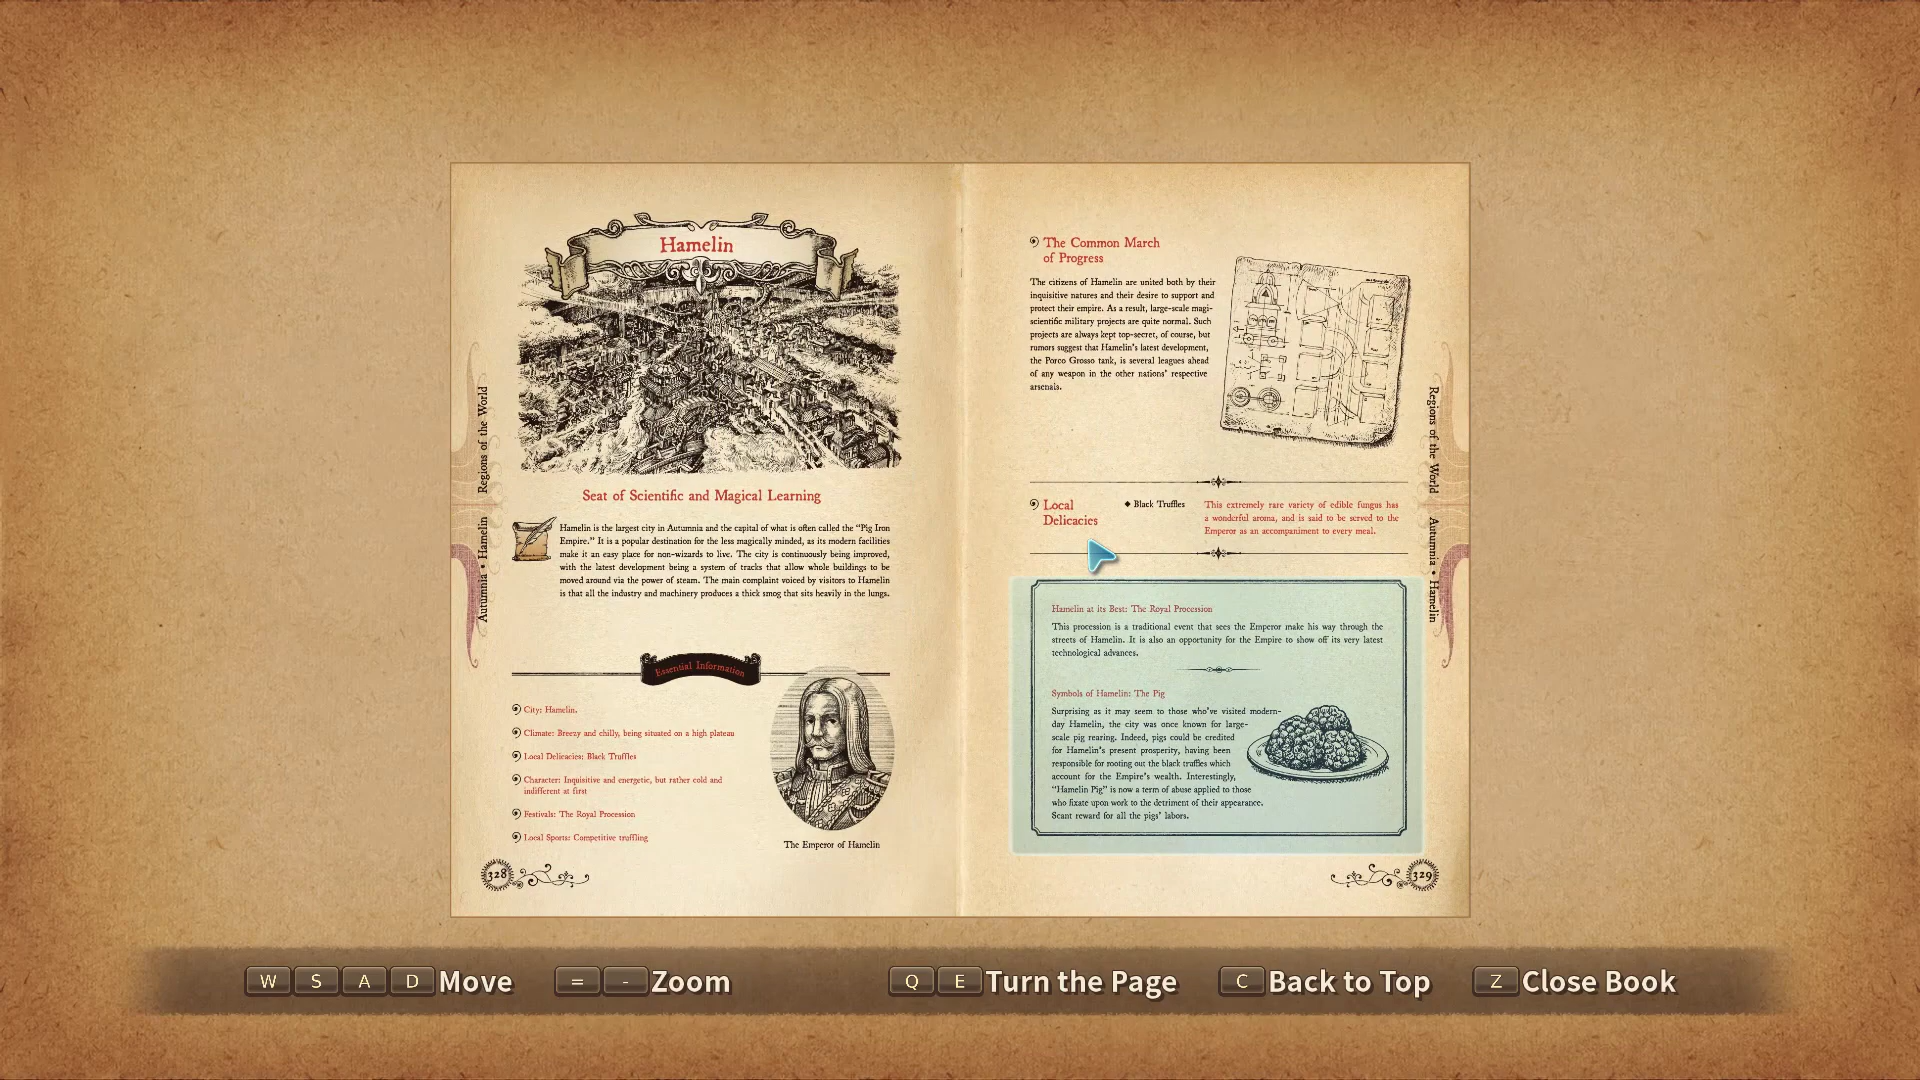 Hamelin
Seat of Scientific and Magical Learning
Hamelin is the largest city in Autumnia and the capital of what is often called the “Pig Iron
Empire.” It is a popular destination for the less magically minded, as its modern facilities
make it an easy place for non-wizards to live. The city is continuously being improved,
with the latest development being a system of tracks that allow whole buildings to be
moved around via the power of steam. The main complaint voiced by visitors to Hamelin
is that all the industry and machinery produces a thick smog that sits heavily in the lungs.
Essential Information
City: Hamelin.
Climate: Breezy and chilly, being situated on a high plateau
Local Delicacies: Black Truffles
Character: Inquisitive and energetic, but rather cold and
indifferent at first
Festivals: The Royal Procession
Local Sports: Competitive truffling
The Emperor of Hamelin
328
Regions of the World
Autumnia • Hamelin
The Common March
of Progress
The citizens of Hamelin are united both by their
inquisitive natures and their desire to support and
protect their empire. As a result, large-scale magi-
scientific military projects are quite normal. Such
projects are always kept top-secret, of course, but
rumors suggest that Hamelin's latest development,
the Porco Grosso tank, is several leagues ahead
of any weapon in the other nations' respective
arsenals.
Local
Delicacies
◆ Black Truffles
This extremely rare variety of edible fungus has
a wonderful aroma, and is said to be served to the
Emperor as an accompaniment to every meal.
Hamelin at its Best: The Royal Procession
This procession is a traditional event that sees the Emperor make his way through the
streets of Hamelin. It is also an opportunity for the Empire to show off its very latest
technological advances.
Symbols of Hamelin: The Pig
Surprising as it may seem to those who've visited modern-
day Hamelin, the city was once known for large-
scale pig rearing. Indeed, pigs could be credited
for Hamelin's present prosperity, having been
responsible for rooting out the black truffles which
account for the Empire's wealth. Interestingly,
“Hamelin Pig” is now a term of abuse applied to those
who fixate upon work to the detriment of their appearance.
Scant reward for all the pigs' labors.
Regions of the World
Autumnia • Hamelin
329
W S A D Move
= - Zoom
Q E Turn the Page
C Back to Top
Z Close Book